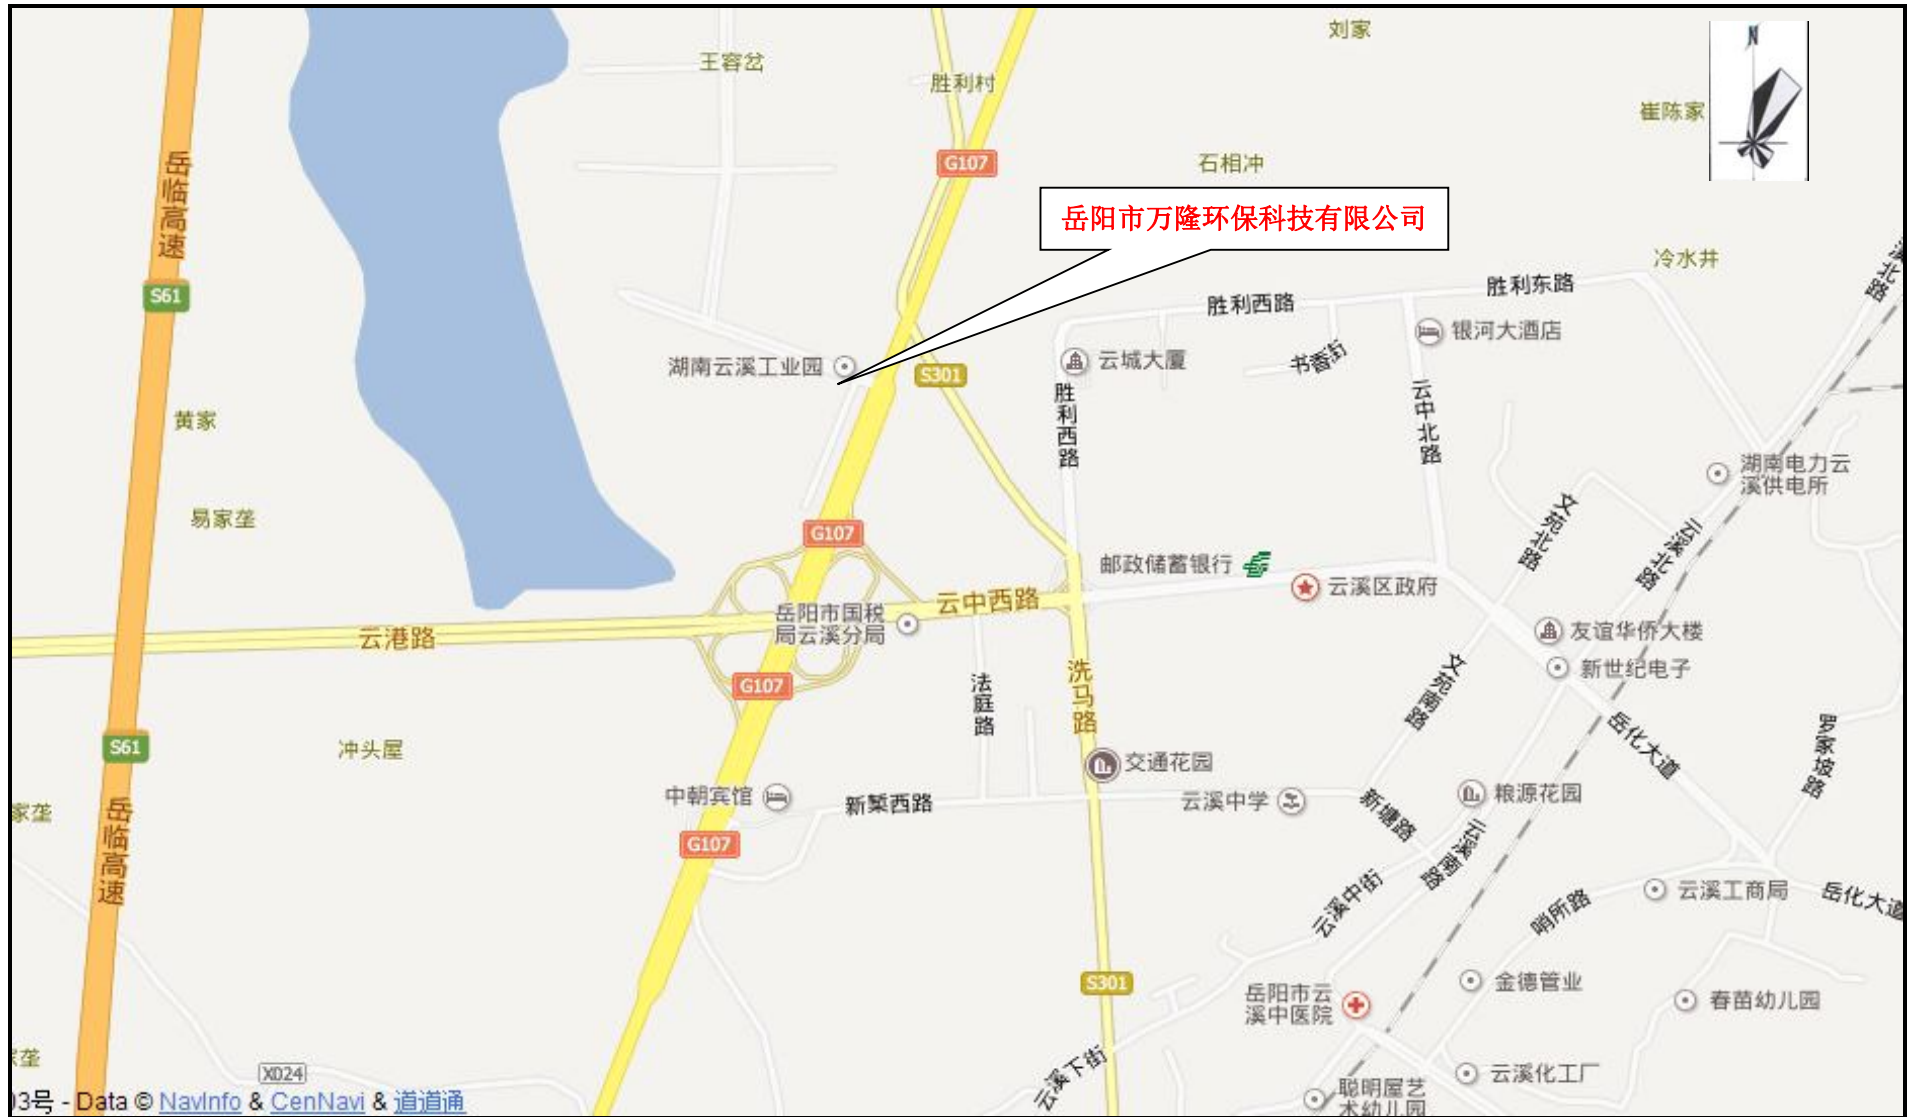 刘家
N
王容岔
胜利村
崔陈家
岳临高速
G107
石相冲
岳阳市万隆环保科技有限公司
冷水井
溪北路
S61
胜利东路
胜利西路
银河大酒店
书香街
云城大厦
湖南云溪工业园
S301
胜利西路
云中北路
黄家
湖南电力云
溪供电所
易家垄
文苑北路
云溪北路
G107
邮政储蓄银行
云溪区政府
云中西路
岳阳市国税
局云溪分局
云港路
友谊华侨大楼
新世纪电子
洗马路
文苑南路
G107
法庭路
岳化大道
罗家坡路
S61
冲头屋
交通花园
中朝宾馆
新椠西路
云溪中学
新塘路
粮源花园
家垄
岳临高速
G107
云溪南路
云溪中街
哨所路
云溪工商局
岳化大道
S301
岳阳市云
溪中医院
金德管业
春苗幼儿园
垄
X024
云溪下街
云溪化工厂
聪明屋艺
术幼儿园
03号 - Data © NavInfo & CenNavi & 道道通